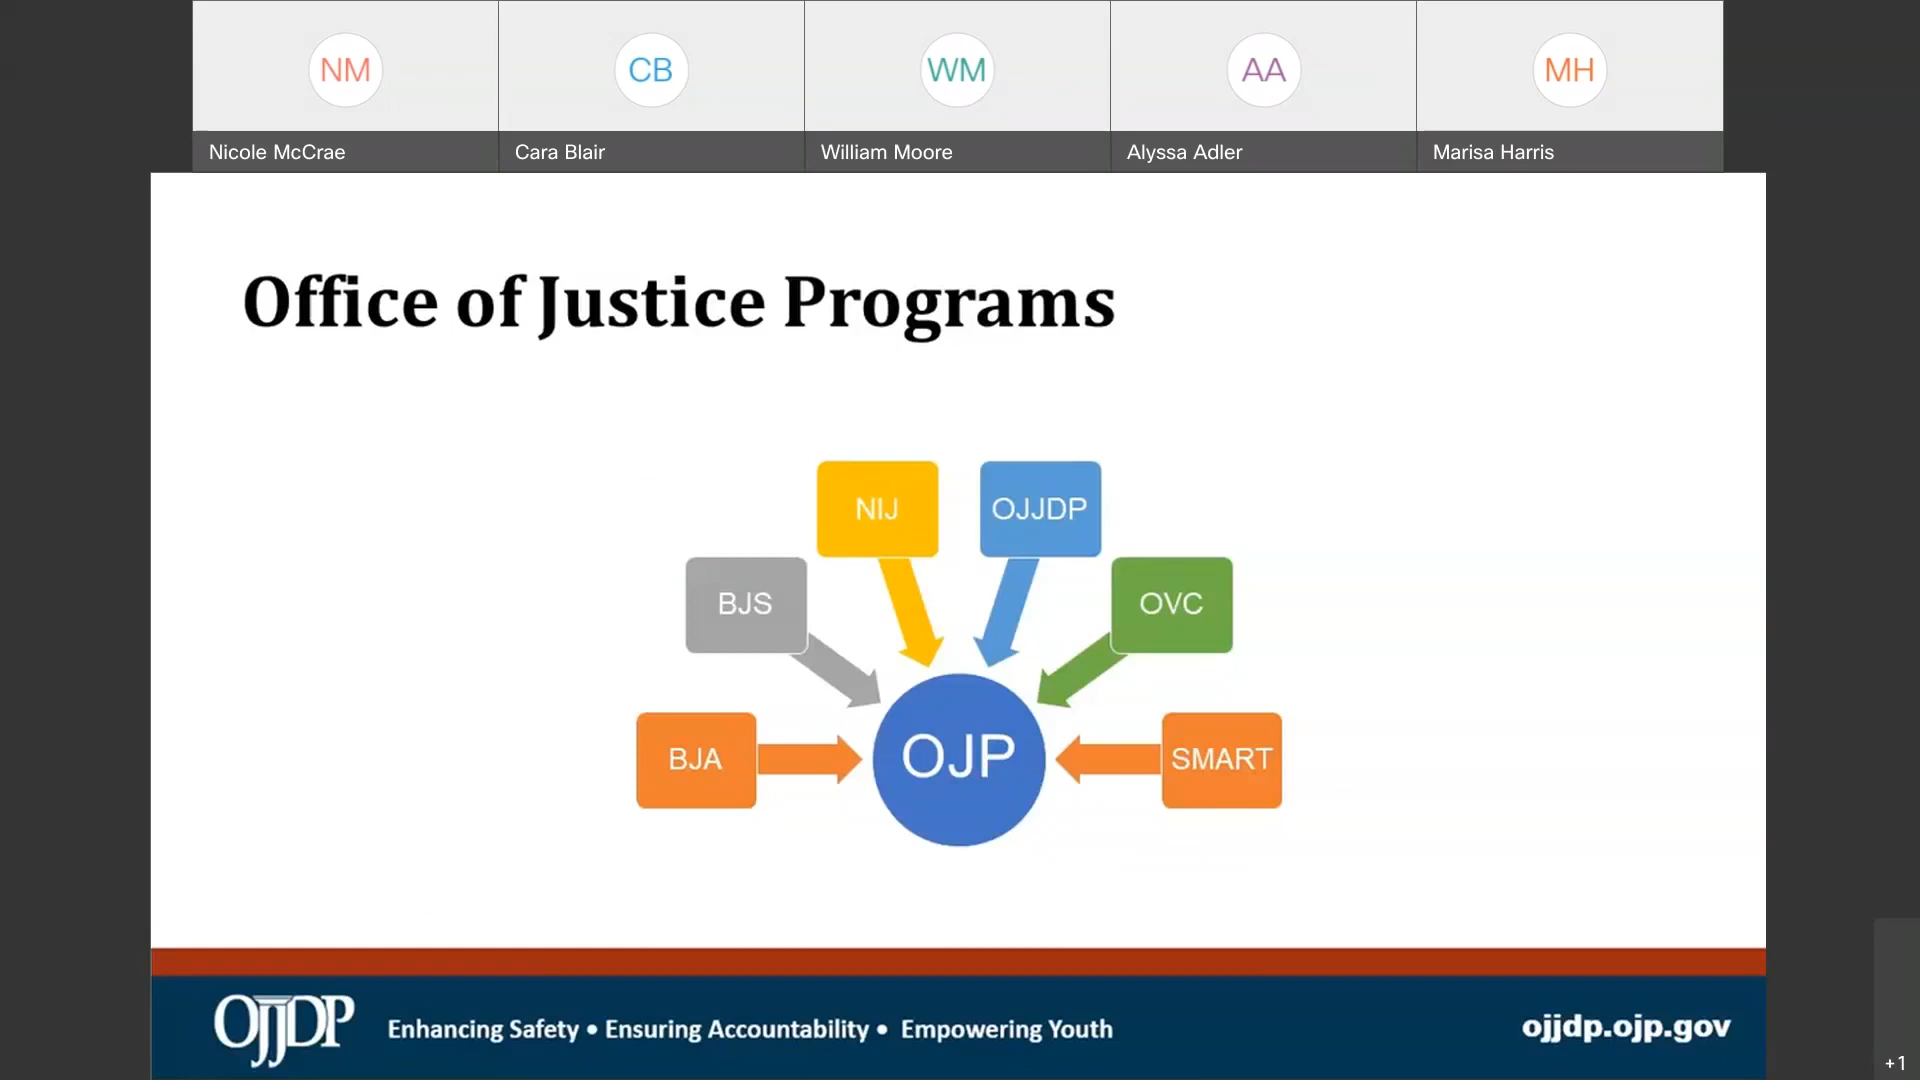 NM
CB
WM
AA
MH
Nicole McCrae
Cara Blair
William Moore
Alyssa Adler
Marisa Harris
Office of Justice Programs
NIJ
OJJDP
BJS
OVC
BJA
OJP
SMART
OJJDP
Enhancing Safety • Ensuring Accountability • Empowering Youth
ojjdp.ojp.gov
+1